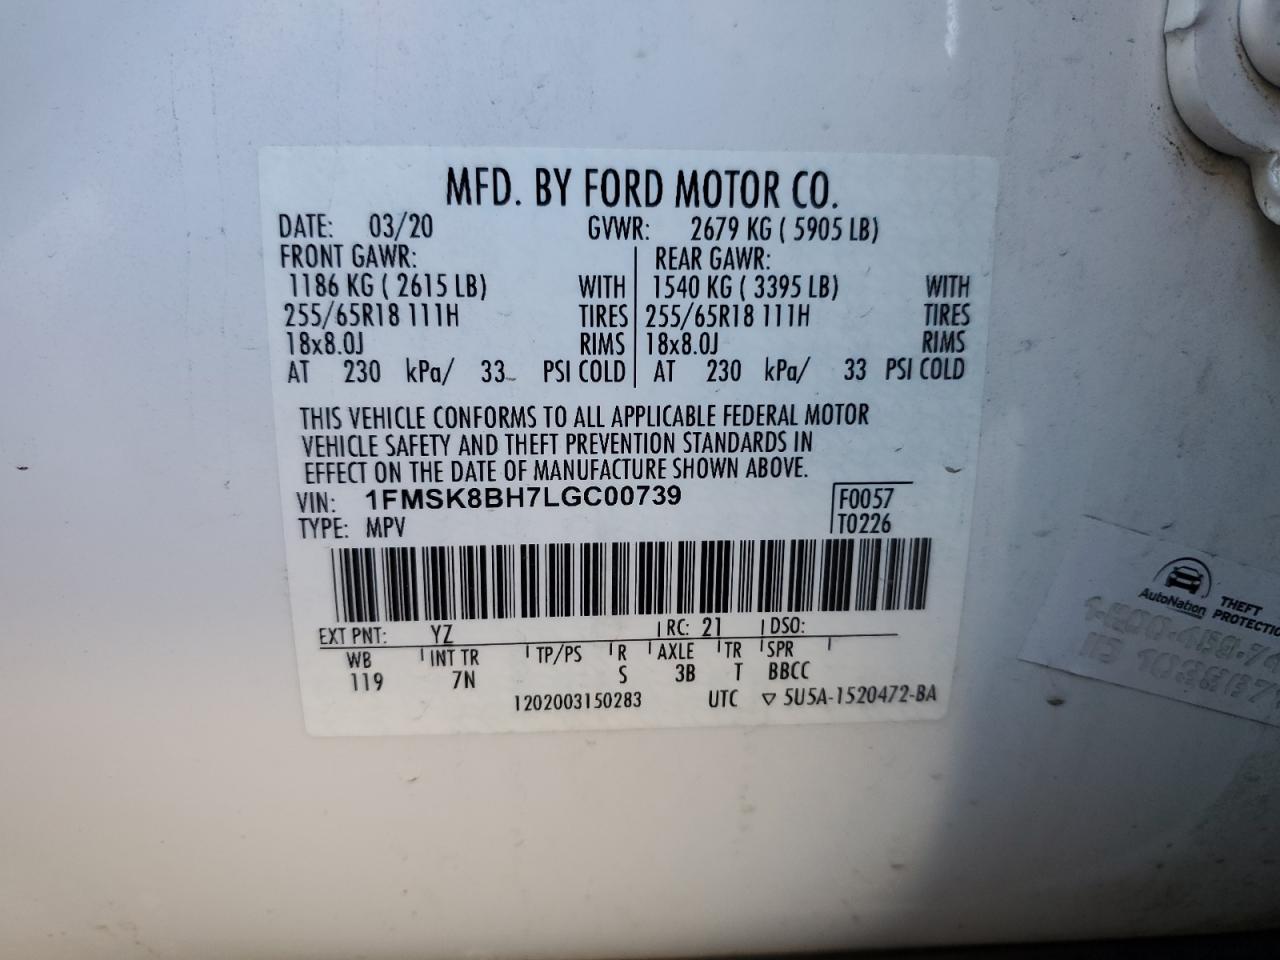 MFD. BY FORD MOTOR CO.
DATE: 03/20 GVWR: 2679 KG ( 5905 LB)
FRONT GAWR: REAR GAWR:
1186 KG ( 2615 LB) WITH 1540 KG ( 3395 LB) WITH
255/65R18 111H TIRES 255/65R18 111H TIRES
18x8.0J RIMS 18x8.0J RIMS
AT 230 kPa/ 33 PSI COLD AT 230 kPa/ 33 PSI COLD
THIS VEHICLE CONFORMS TO ALL APPLICABLE FEDERAL MOTOR
VEHICLE SAFETY AND THEFT PREVENTION STANDARDS IN
EFFECT ON THE DATE OF MANUFACTURE SHOWN ABOVE.
VIN: 1FMSK8BH7LGC00739 F0057
TYPE: MPV T0226
EXT PNT: YZ RC: 21 DSO:
WB INT TR TP/PS R AXLE TR SPR
119 7N S 3B T BBCC
1202003150283 UTC ▽ 5U5A-1520472-BA
AutoNation THEFT
PROTECTIO